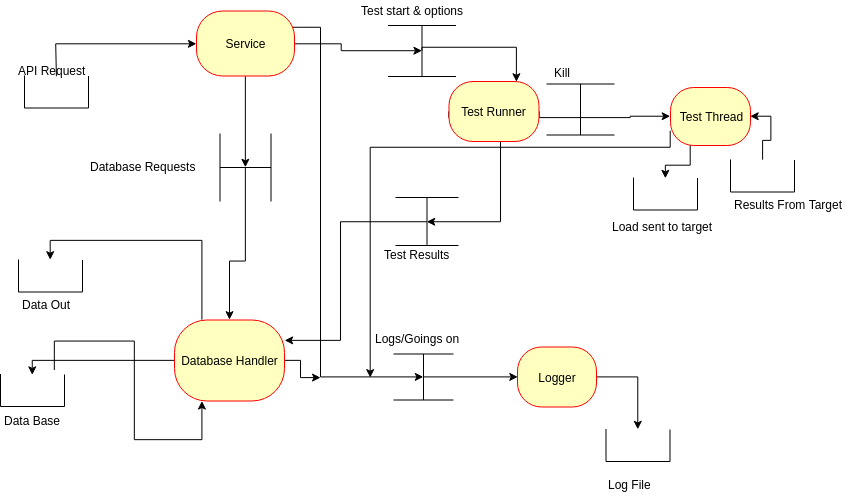 Test start & options
Service
API Request
Kill
Test Runner
Test Thread
Database Requests
Results From Target
Load sent to target
Test Results
Data Out
Logs/Goings on
Database Handler
Logger
Data Base
Log File